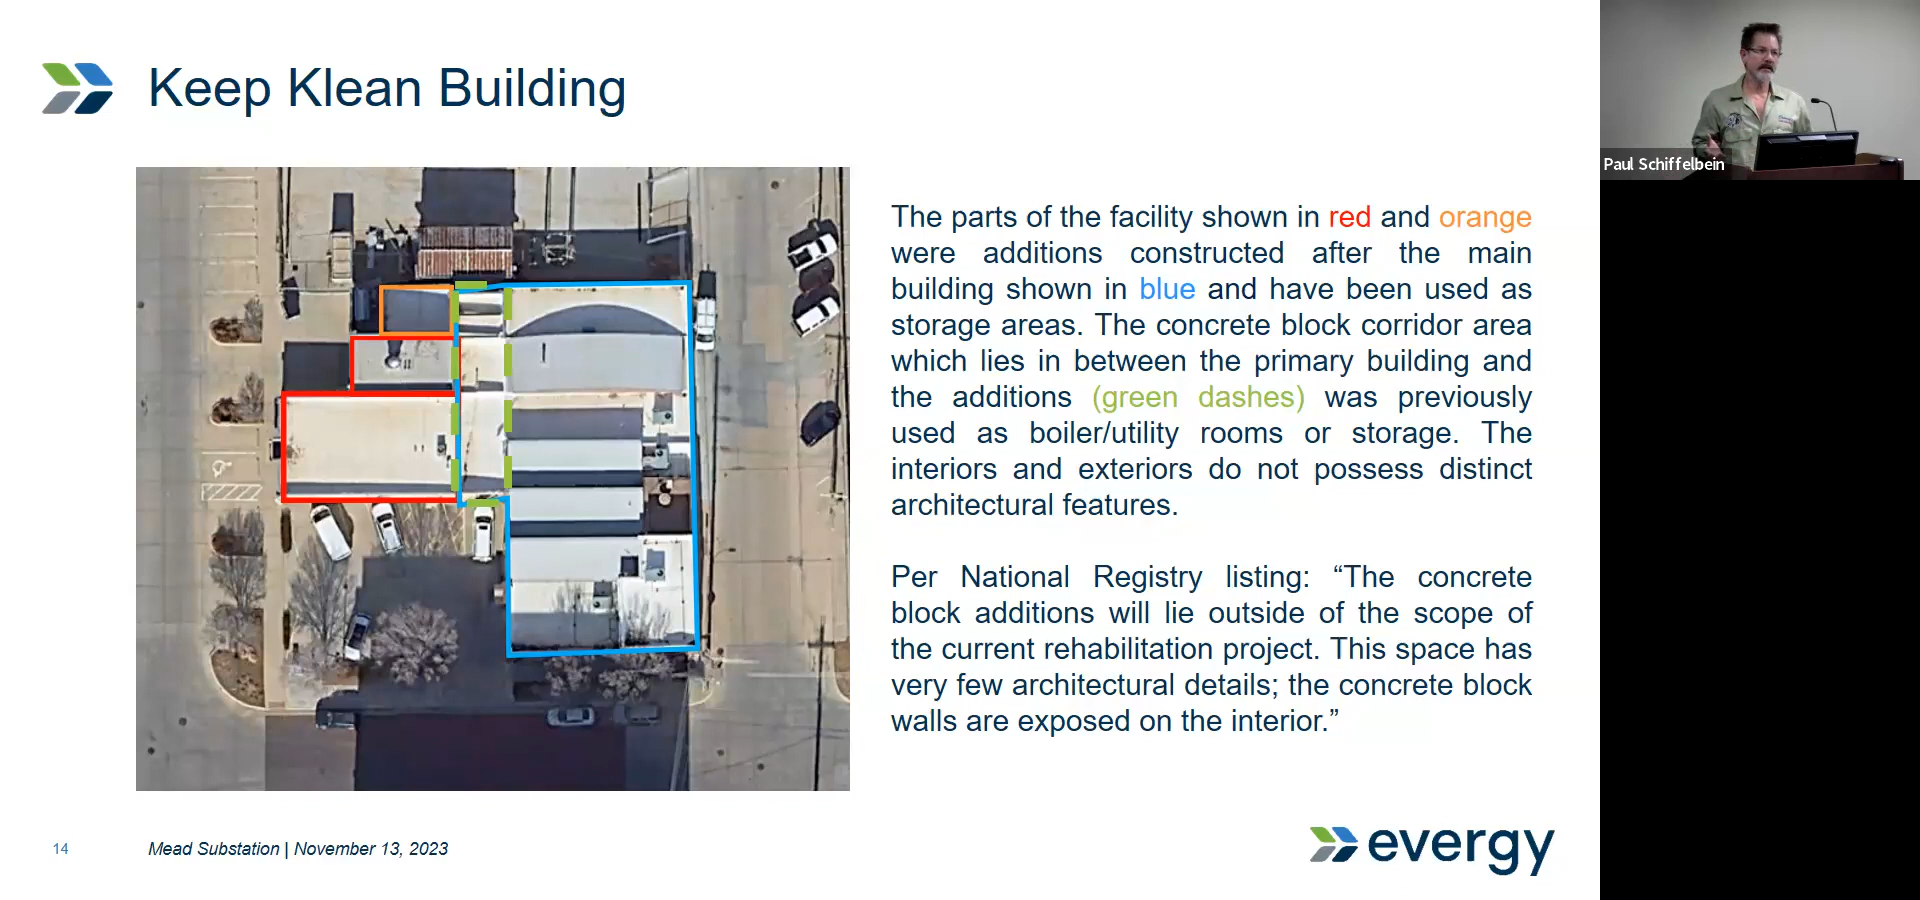 Keep Klean Building
The parts of the facility shown in red and orange
were additions constructed after the main
building shown in blue and have been used as
storage areas. The concrete block corridor area
which lies in between the primary building and
the additions (green dashes) was previously
used as boiler/utility rooms or storage. The
interiors and exteriors do not possess distinct
architectural features.
Per National Registry listing: “The concrete
block additions will lie outside of the scope of
the current rehabilitation project. This space has
very few architectural details; the concrete block
walls are exposed on the interior.”
14
Mead Substation | November 13, 2023
evergy
Paul Schiffelbein